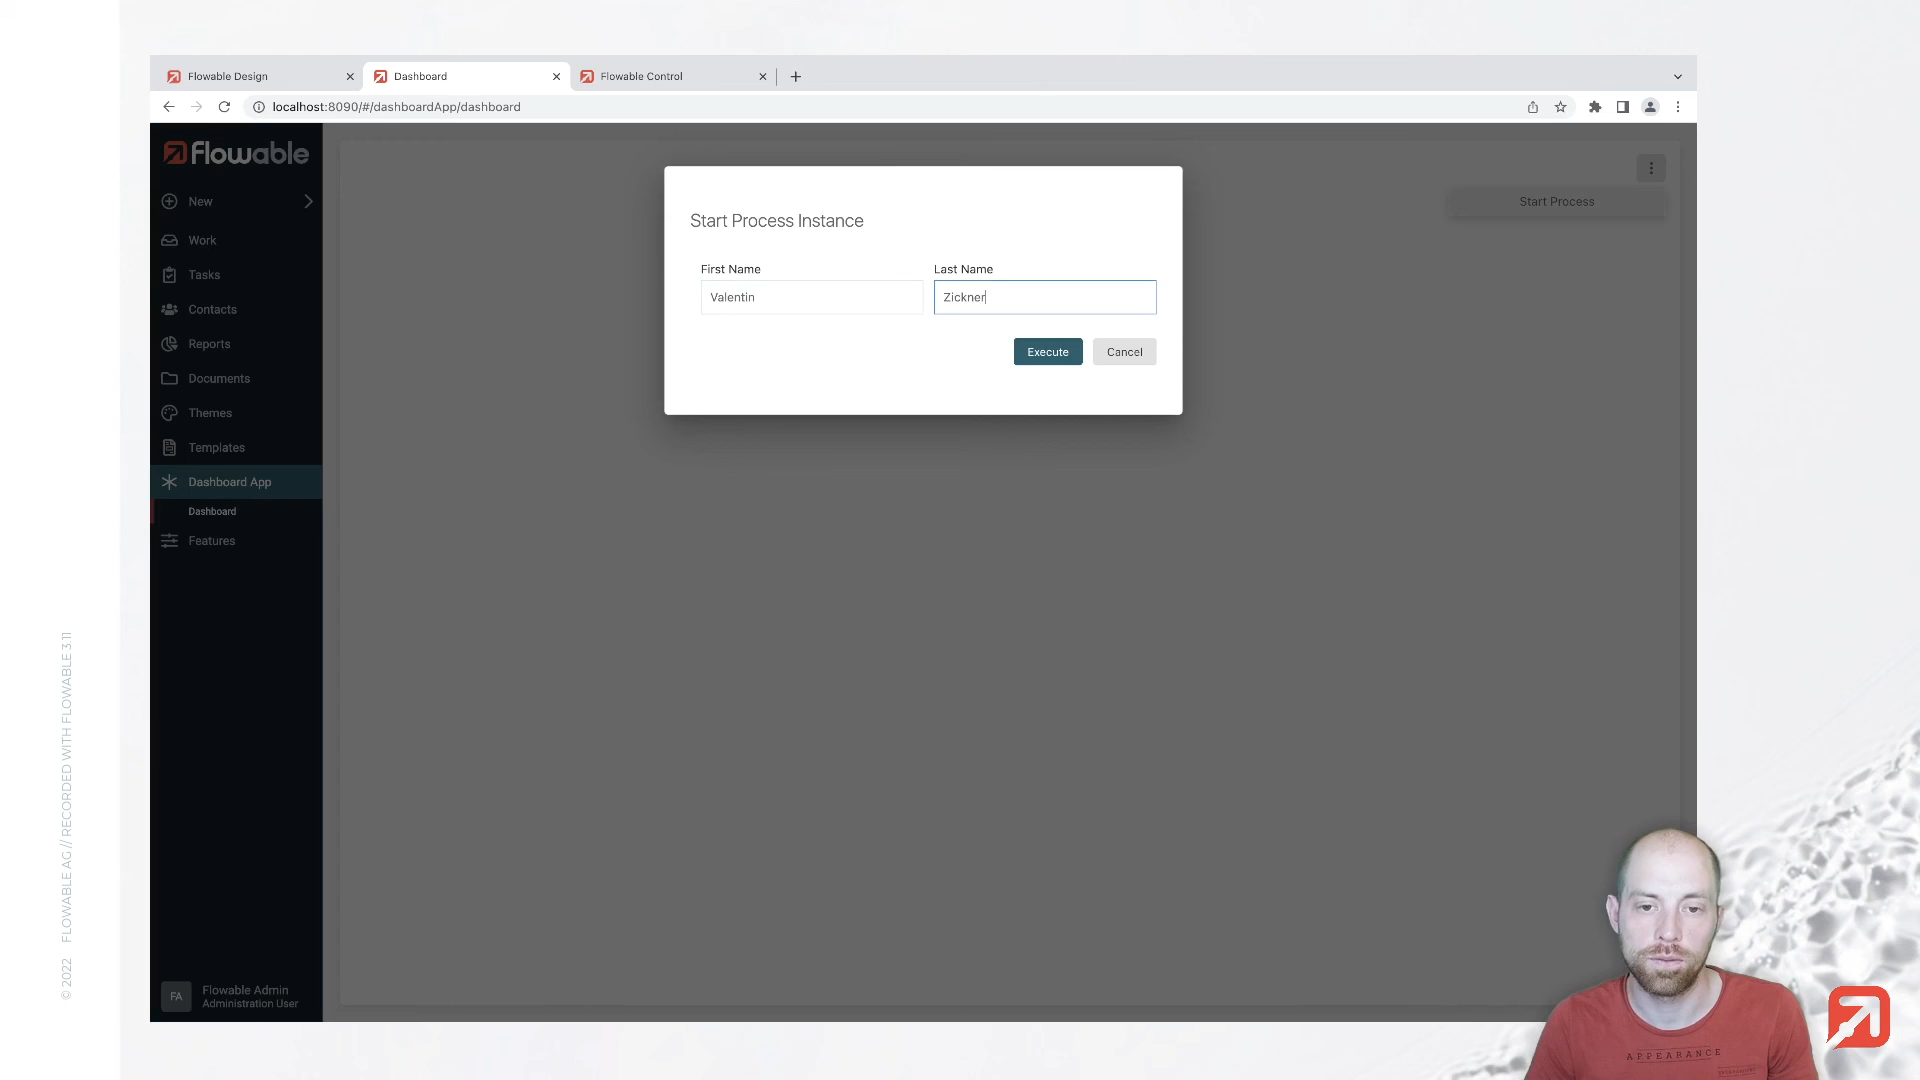 Flowable Design
Dashboard
Flowable Control
localhost:8090/#/dashboardApp/dashboard
Flowable
New
Work
Tasks
Contacts
Reports
Documents
Themes
Templates
Dashboard App
Dashboard
Features
FA
Flowable Admin
Administration User
Start Process
Start Process Instance
First Name
Last Name
Valentin
Zickner
Execute
Cancel
© 2022 FLOWABLE AG // RECORDED WITH FLOWABLE 3.11
APPEARANCE